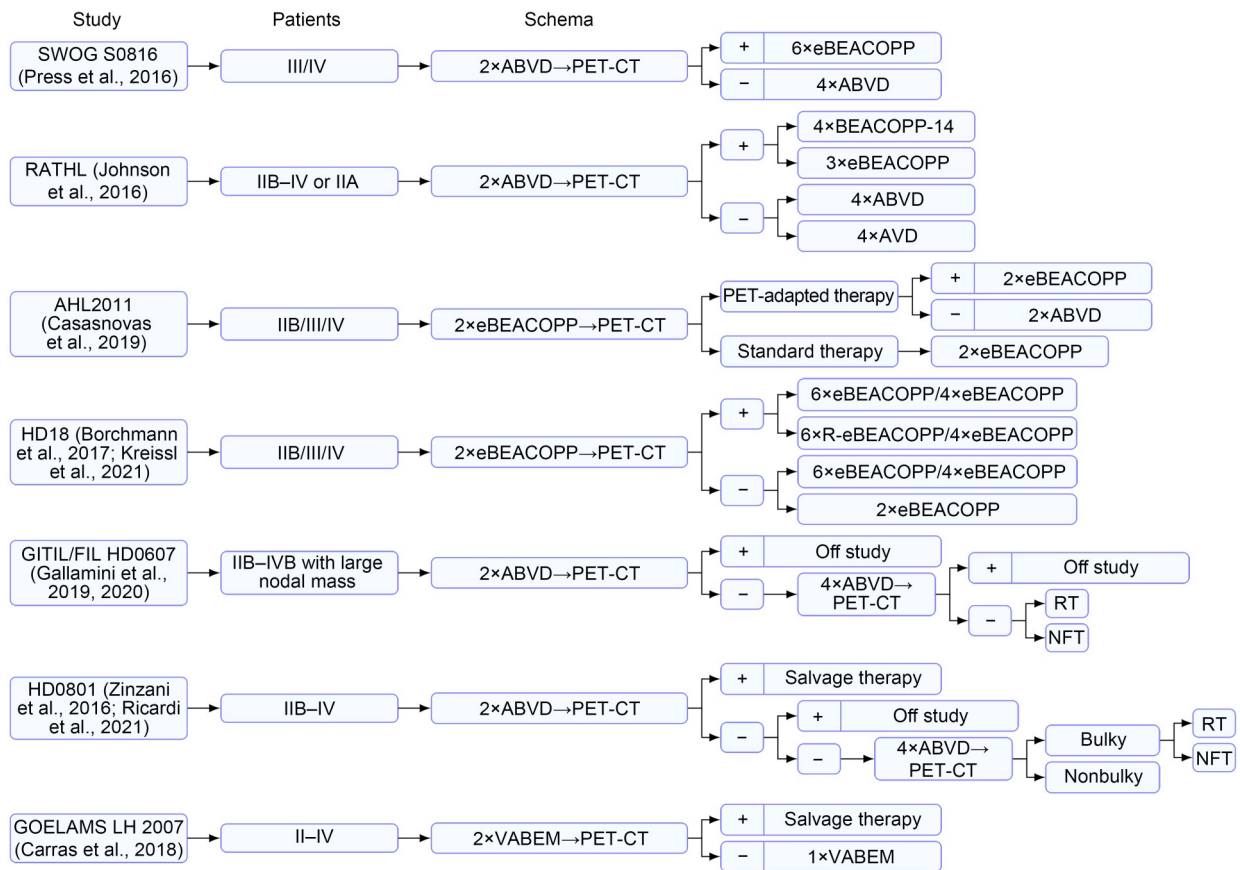 Study
Patients
Schema
SWOG S0816
(Press et al., 2016)
III/IV
2×ABVD→PET-CT
+
6×eBEACOPP
−
4×ABVD
RATHL (Johnson
et al., 2016)
IIB–IV or IIA
2×ABVD→PET-CT
+
4×BEACOPP-14
3×eBEACOPP
−
4×ABVD
4×AVD
AHL2011
(Casasnovas
et al., 2019)
IIB/III/IV
2×eBEACOPP→PET-CT
PET-adapted therapy
+
2×eBEACOPP
−
2×ABVD
Standard therapy
2×eBEACOPP
HD18 (Borchmann
et al., 2017; Kreissl
et al., 2021)
IIB/III/IV
2×eBEACOPP→PET-CT
+
6×eBEACOPP/4×eBEACOPP
6×R-eBEACOPP/4×eBEACOPP
−
6×eBEACOPP/4×eBEACOPP
2×eBEACOPP
GITIL/FIL HD0607
(Gallamini et al.,
2019, 2020)
IIB–IVB with large
nodal mass
2×ABVD→PET-CT
+
Off study
−
4×ABVD→
PET-CT
+
Off study
−
RT
NFT
HD0801 (Zinzani
et al., 2016; Ricardi
et al., 2021)
IIB–IV
2×ABVD→PET-CT
+
Salvage therapy
−
+
Off study
−
4×ABVD→
PET-CT
Bulky
RT
NFT
Nonbulky
GOELAMS LH 2007
(Carras et al., 2018)
II–IV
2×VABEM→PET-CT
+
Salvage therapy
−
1×VABEM